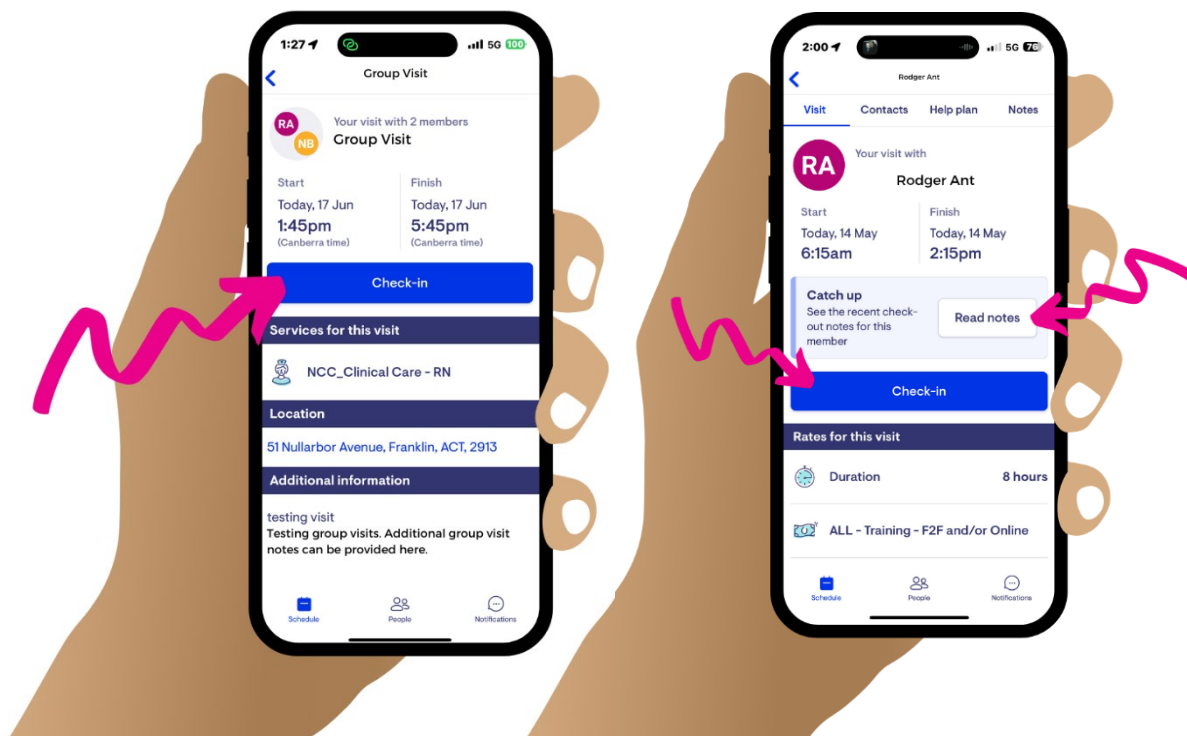 1:27
5G 100
Group Visit
RA
NB
Your visit with 2 members
Group Visit
Start
Finish
Today, 17 Jun
Today, 17 Jun
1:45pm
5:45pm
(Canberra time)
(Canberra time)
Check-in
Services for this visit
NCC_Clinical Care - RN
Location
51 Nullarbor Avenue, Franklin, ACT, 2913
Additional information
testing visit
Testing group visits. Additional group visit
notes can be provided here.
Schedule
People
Notifications
2:00
5G 76
Rodger Ant
Visit
Contacts
Help plan
Notes
RA
Your visit with
Rodger Ant
Start
Finish
Today, 14 May
Today, 14 May
6:15am
2:15pm
Catch up
See the recent check-
out notes for this
member
Read notes
Check-in
Rates for this visit
Duration
8 hours
ALL - Training - F2F and/or Online
Schedule
People
Notifications